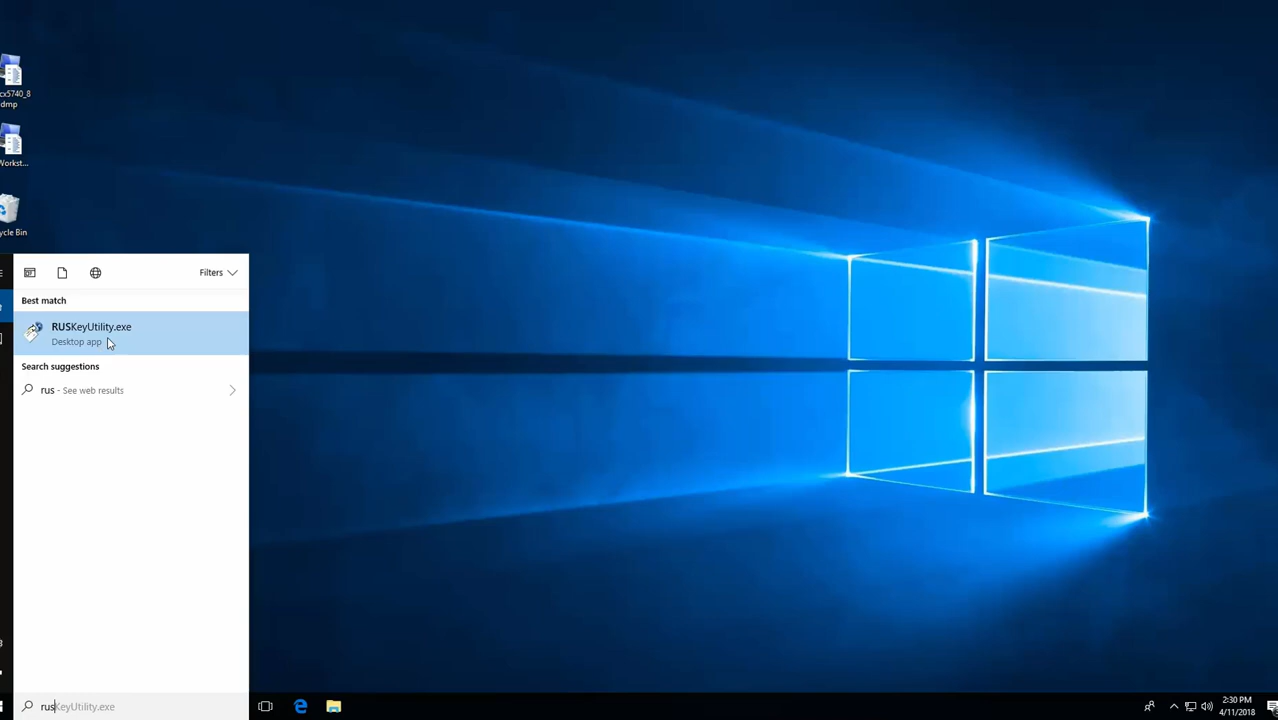 cx5740_8
dmp
Workst...
ycle Bin
Filters
Best match
RUSKeyUtility.exe
Desktop app
Search suggestions
rus - See web results
rusKeyUtility.exe
2:30 PM
4/11/2018